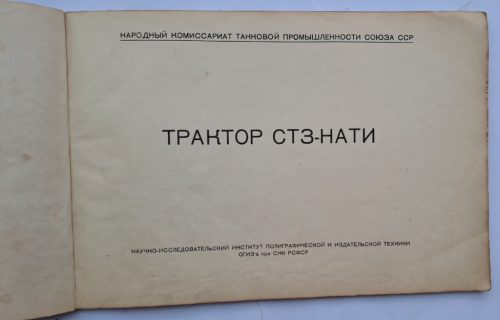 НАРОДНЫЙ КОМИССАРИАТ ТАНКОВОЙ ПРОМЫШЛЕННОСТИ СОЮЗА ССР
ТРАКТОР СТЗ-НАТИ
НАУЧНО-ИССЛЕДОВАТЕЛЬСКИЙ ИНСТИТУТ ПОЛИГРАФИЧЕСКОЙ И ИЗДАТЕЛЬСКОЙ ТЕХНИКИ
ОГИЗ'а при СНК РСФСР